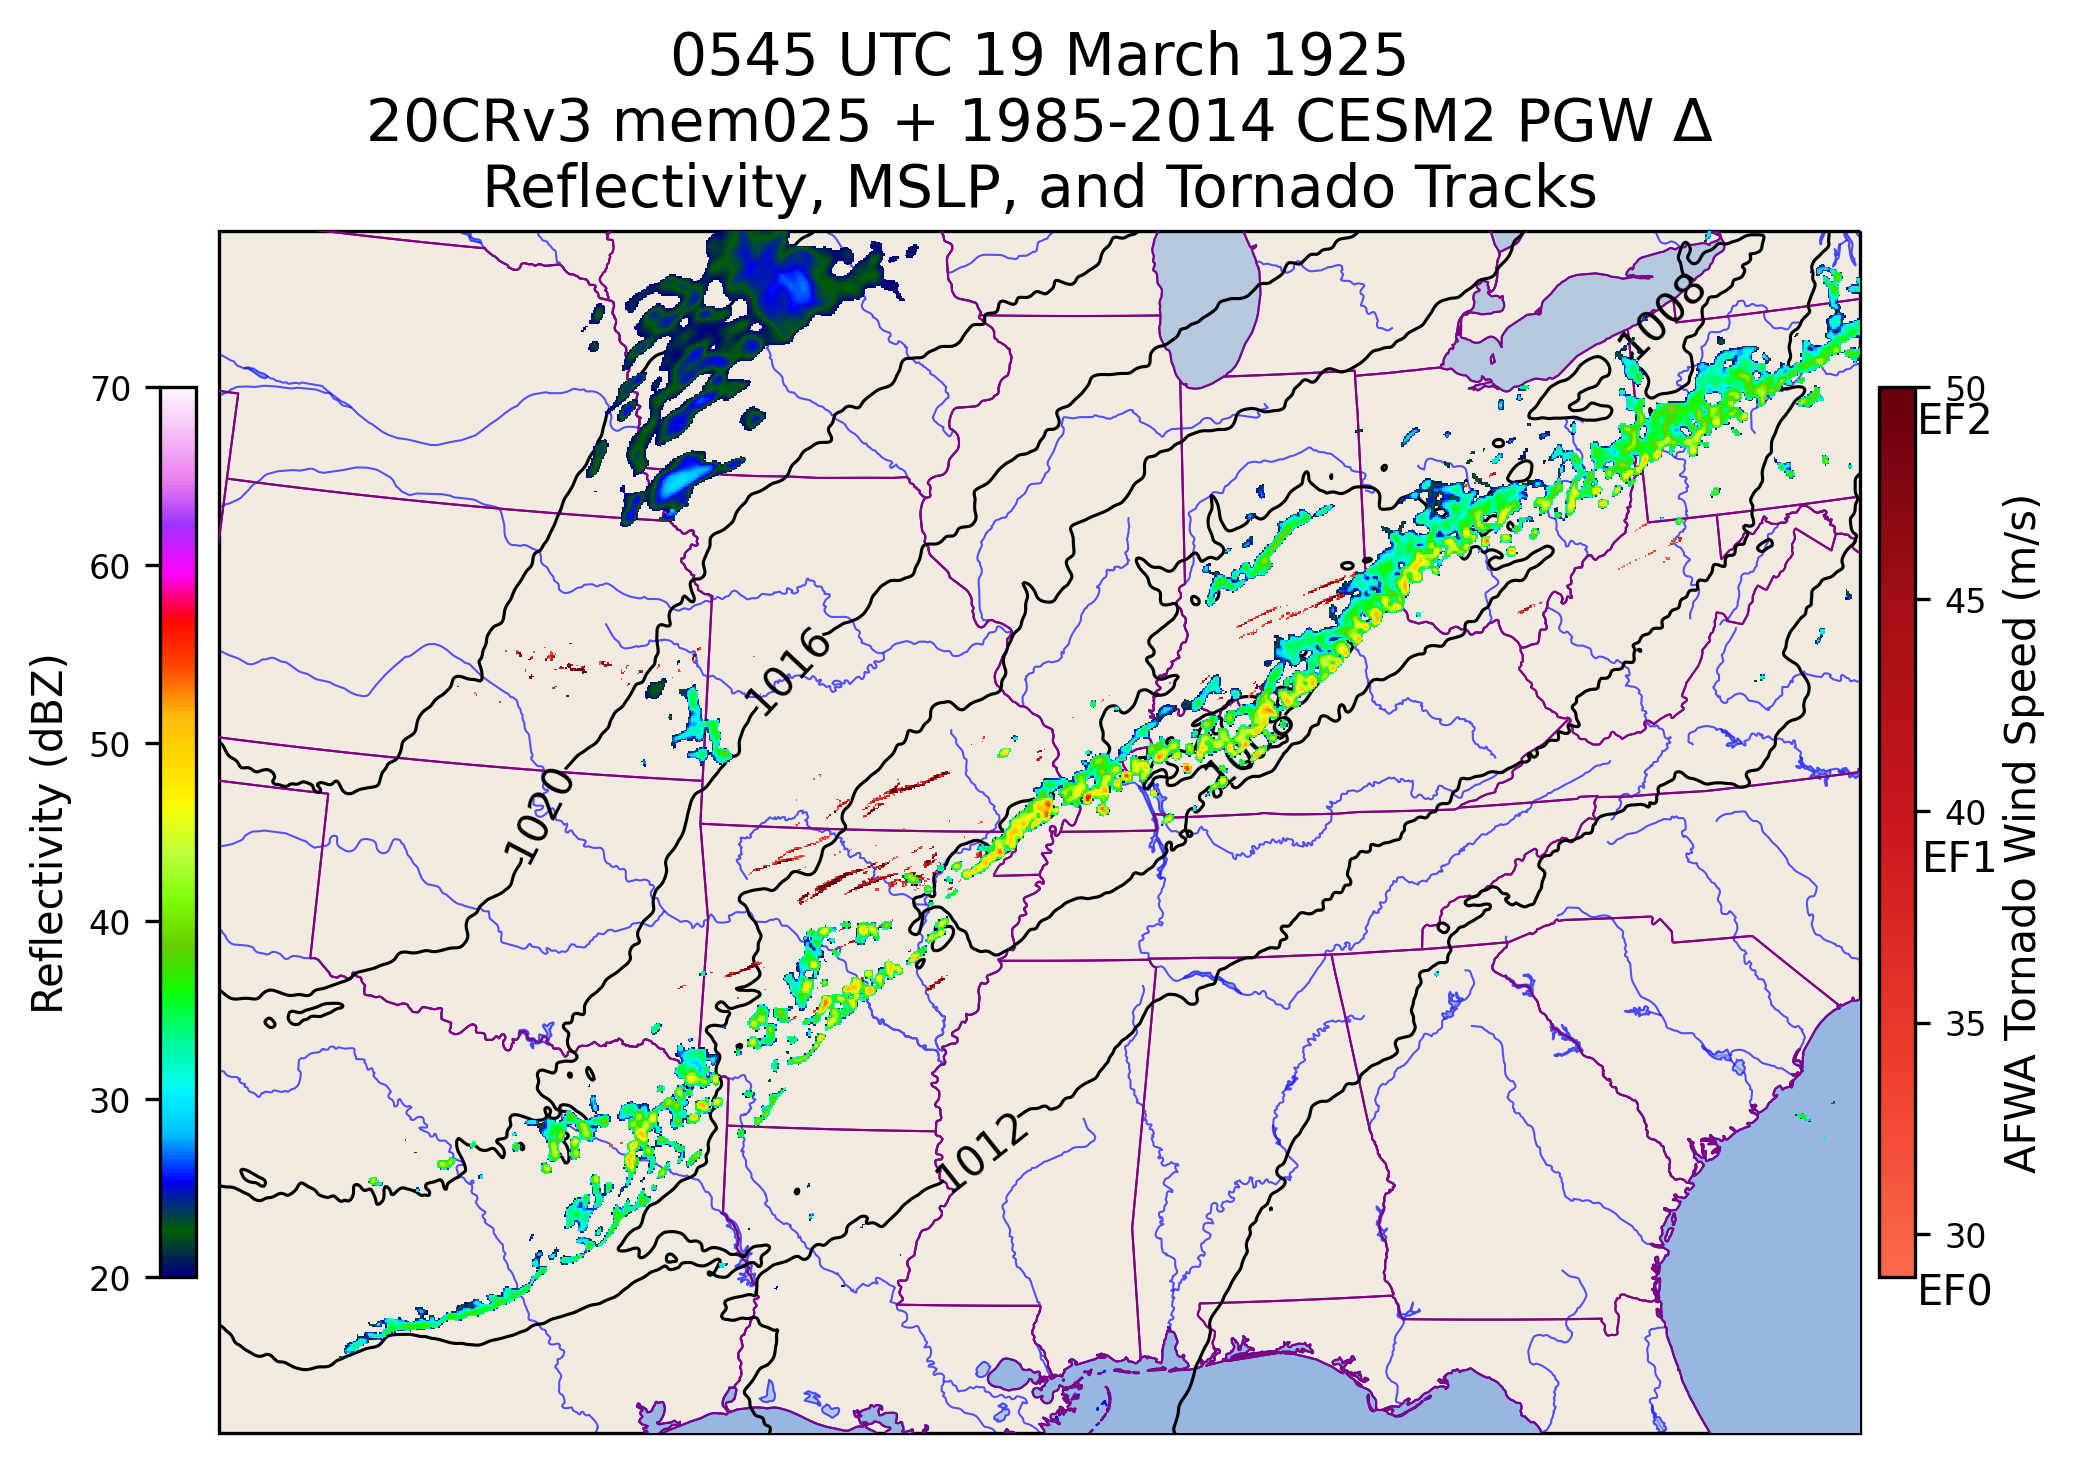 0545 UTC 19 March 1925
20CRv3 mem025 + 1985-2014 CESM2 PGW Δ
Reflectivity, MSLP, and Tornado Tracks
Reflectivity (dBZ)
70
60
50
40
30
20
1008
1016
1020
1008
1012
50
EF2
45
40
EF1
35
30
EF0
AFWA Tornado Wind Speed (m/s)